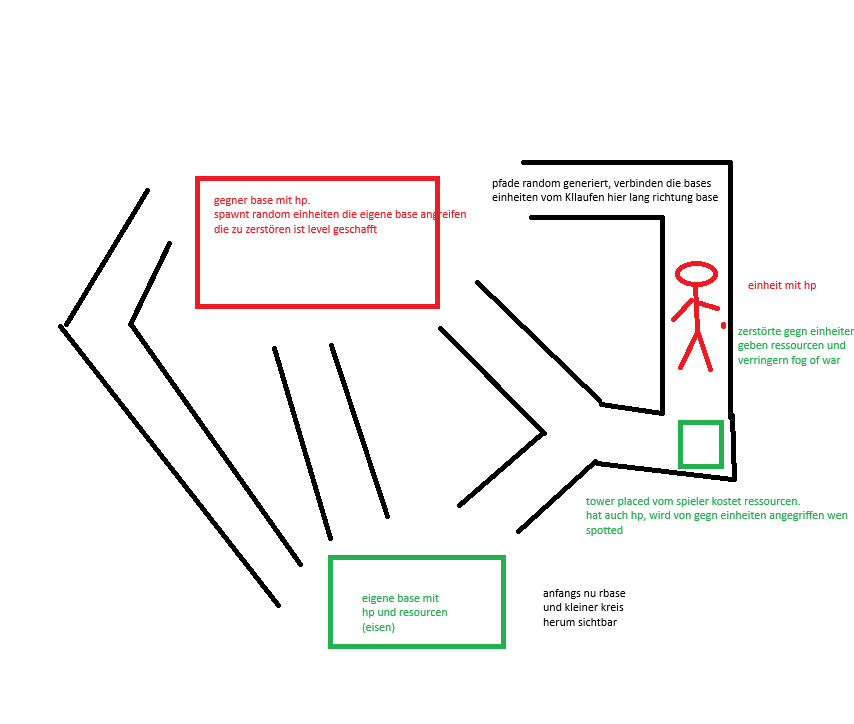 pfade random generiert, verbinden die bases
einheiten vom KIlaufen hier lang richtung base
gegner base mit hp.
spawnt random einheiten die eigene base angreifen
die zu zerstören ist level geschafft
einheit mit hp
zerstörte gegn einheiten
geben ressourcen und
verringern fog of war
tower placed vom spieler kostet ressourcen.
hat auch hp, wird von gegn einheiten angegriffen wen
spotted
eigene base mit
hp und resourcen
(eisen)
anfangs nu rbase
und kleiner kreis
herum sichtbar